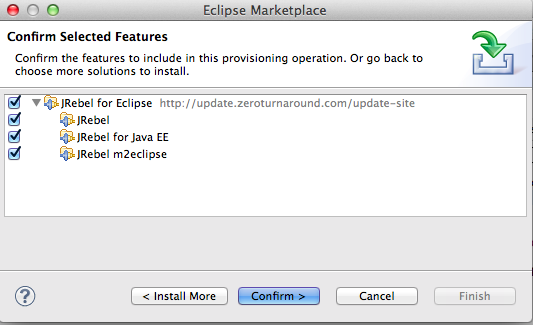 Eclipse Marketplace
Confirm Selected Features
Confirm the features to include in this provisioning operation. Or go back to
choose more solutions to install.
JRebel for Eclipse http://update.zeroturnaround.com/update-site
JRebel
JRebel for Java EE
JRebel m2eclipse
? < Install More Confirm > Cancel Finish